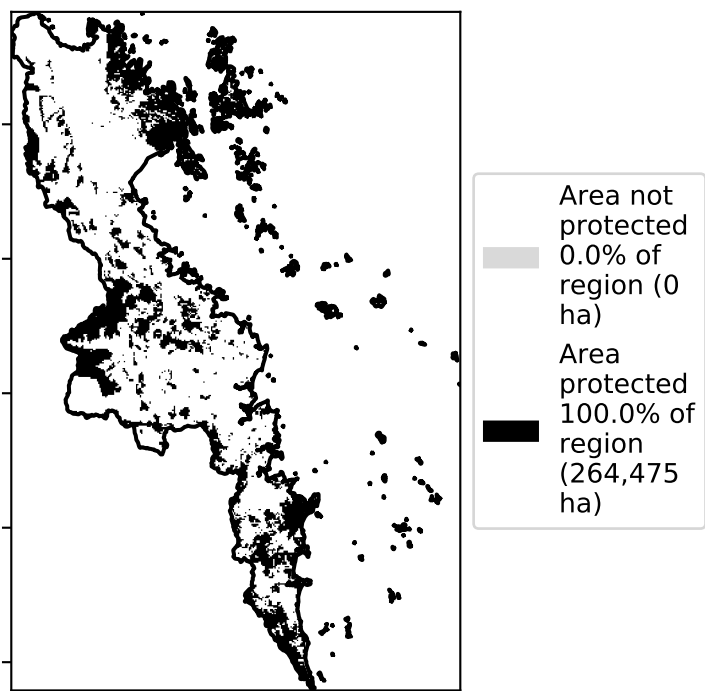 Area not
protected
0.0% of
region (0
ha)
Area
protected
100.0% of
region
(264,475
ha)